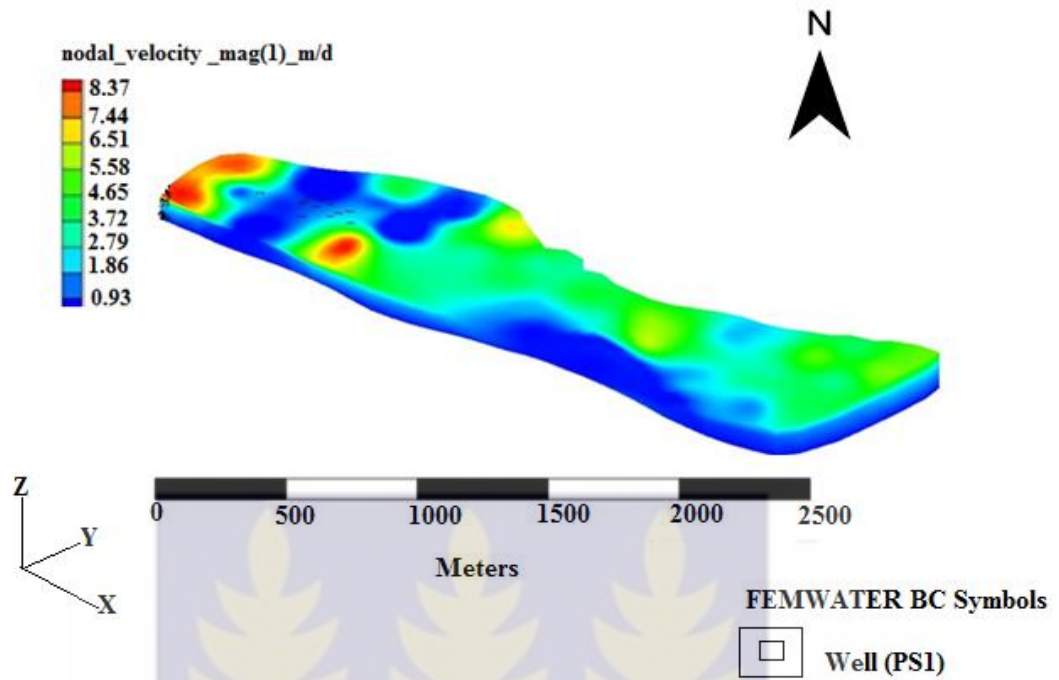 N
nodal_velocity _mag(1)_m/d
8.37
7.44
6.51
5.58
4.65
3.72
2.79
1.86
0.93
Z
Y
X
0 500 1000 1500 2000 2500
Meters
FEMWATER BC Symbols
Well (PS1)